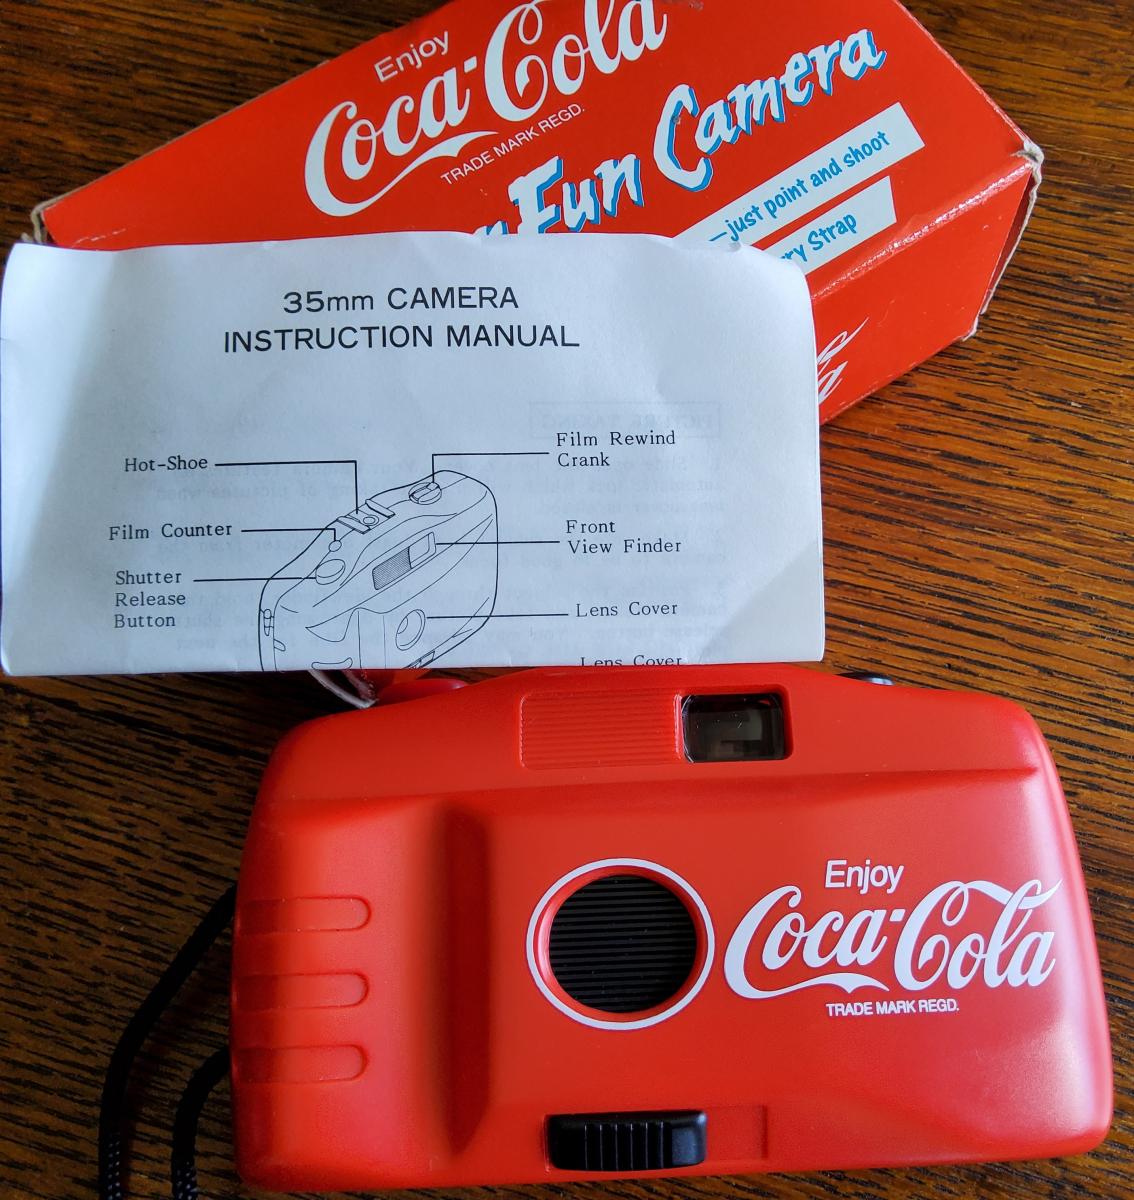 Enjoy
Coca-Cola
TRADE MARK REGD.
Fun Camera
just point and shoot
Strap
35mm CAMERA
INSTRUCTION MANUAL
Hot-Shoe
Film Rewind
Crank
Film Counter
Front
View Finder
Shutter
Release
Button
Lens Cover
Lens Cover
Enjoy
Coca-Cola
TRADE MARK REGD.